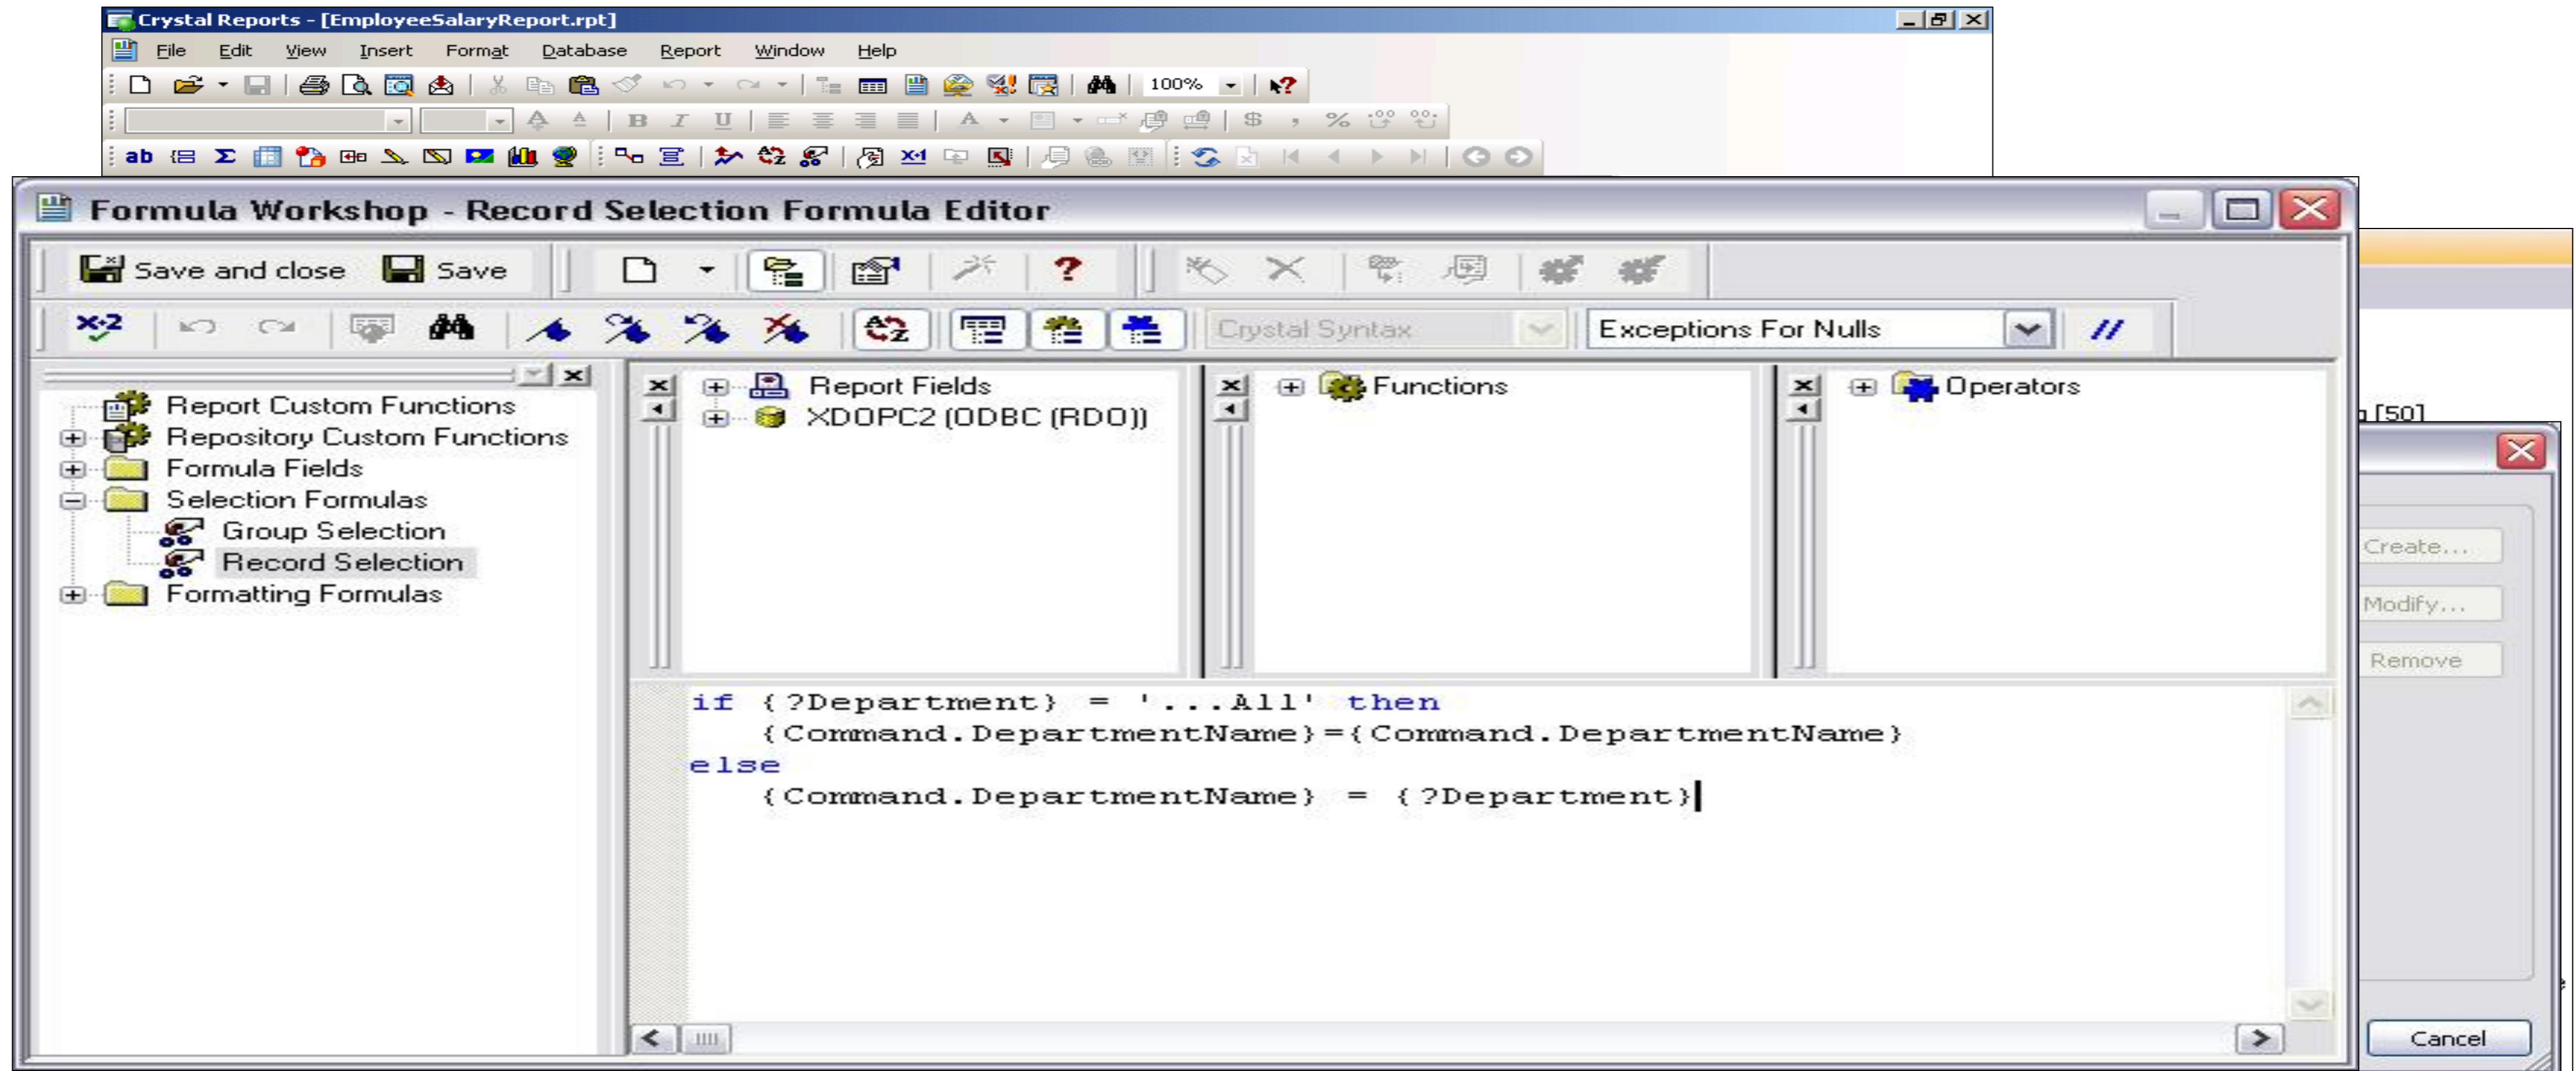 Crystal Reports - [EmployeeSalaryReport.rpt]
File Edit View Insert Format Database Report Window Help
100%
B I U A $ , %
ab Σ
Formula Workshop - Record Selection Formula Editor
Save and close Save
Crystal Syntax Exceptions For Nulls //
Report Custom Functions
Repository Custom Functions
Formula Fields
Selection Formulas
Group Selection
Record Selection
Formatting Formulas
Report Fields
XDOPC2 (ODBC (RDO))
Functions
Operators
if {?Department} = '...All' then
{Command.DepartmentName}={Command.DepartmentName}
else
{Command.DepartmentName} = {?Department}
[50]
Create...
Modify...
Remove
Cancel